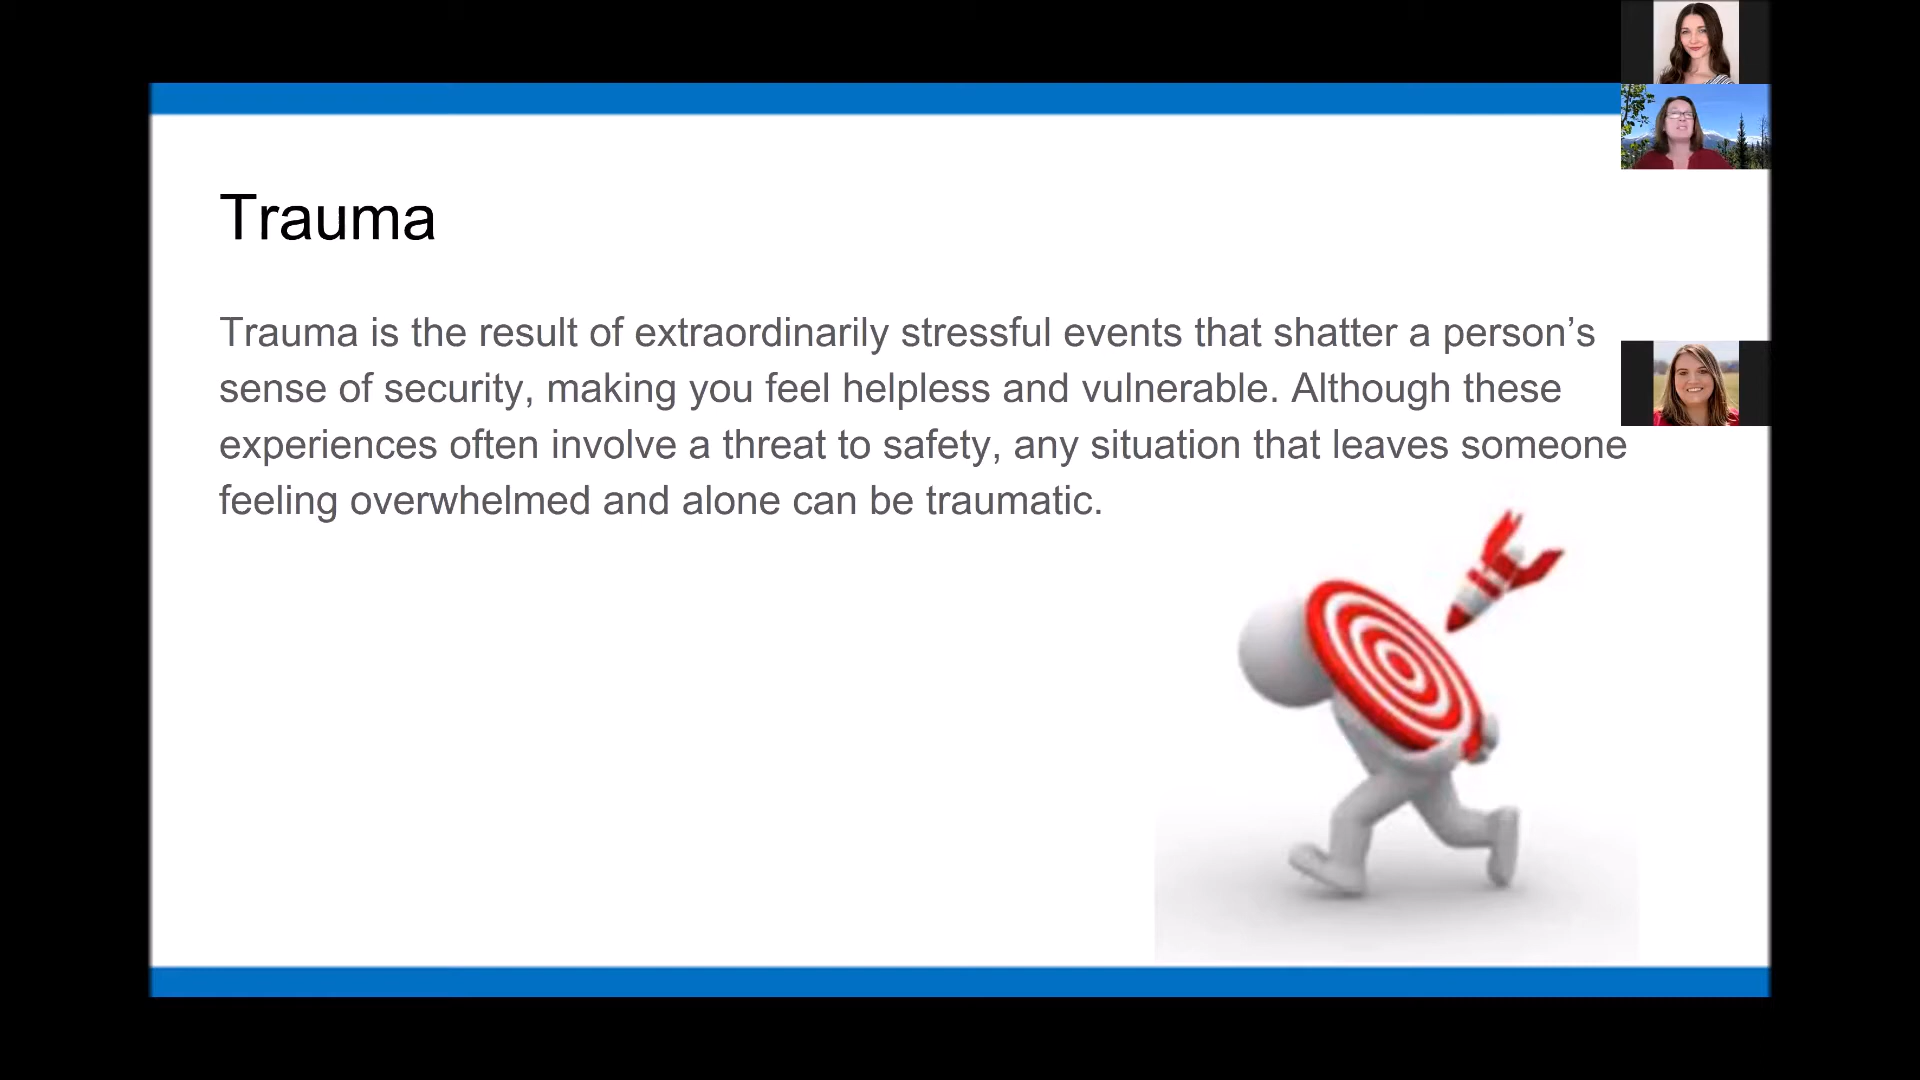 Trauma
Trauma is the result of extraordinarily stressful events that shatter a person’s
sense of security, making you feel helpless and vulnerable. Although these
experiences often involve a threat to safety, any situation that leaves someone
feeling overwhelmed and alone can be traumatic.